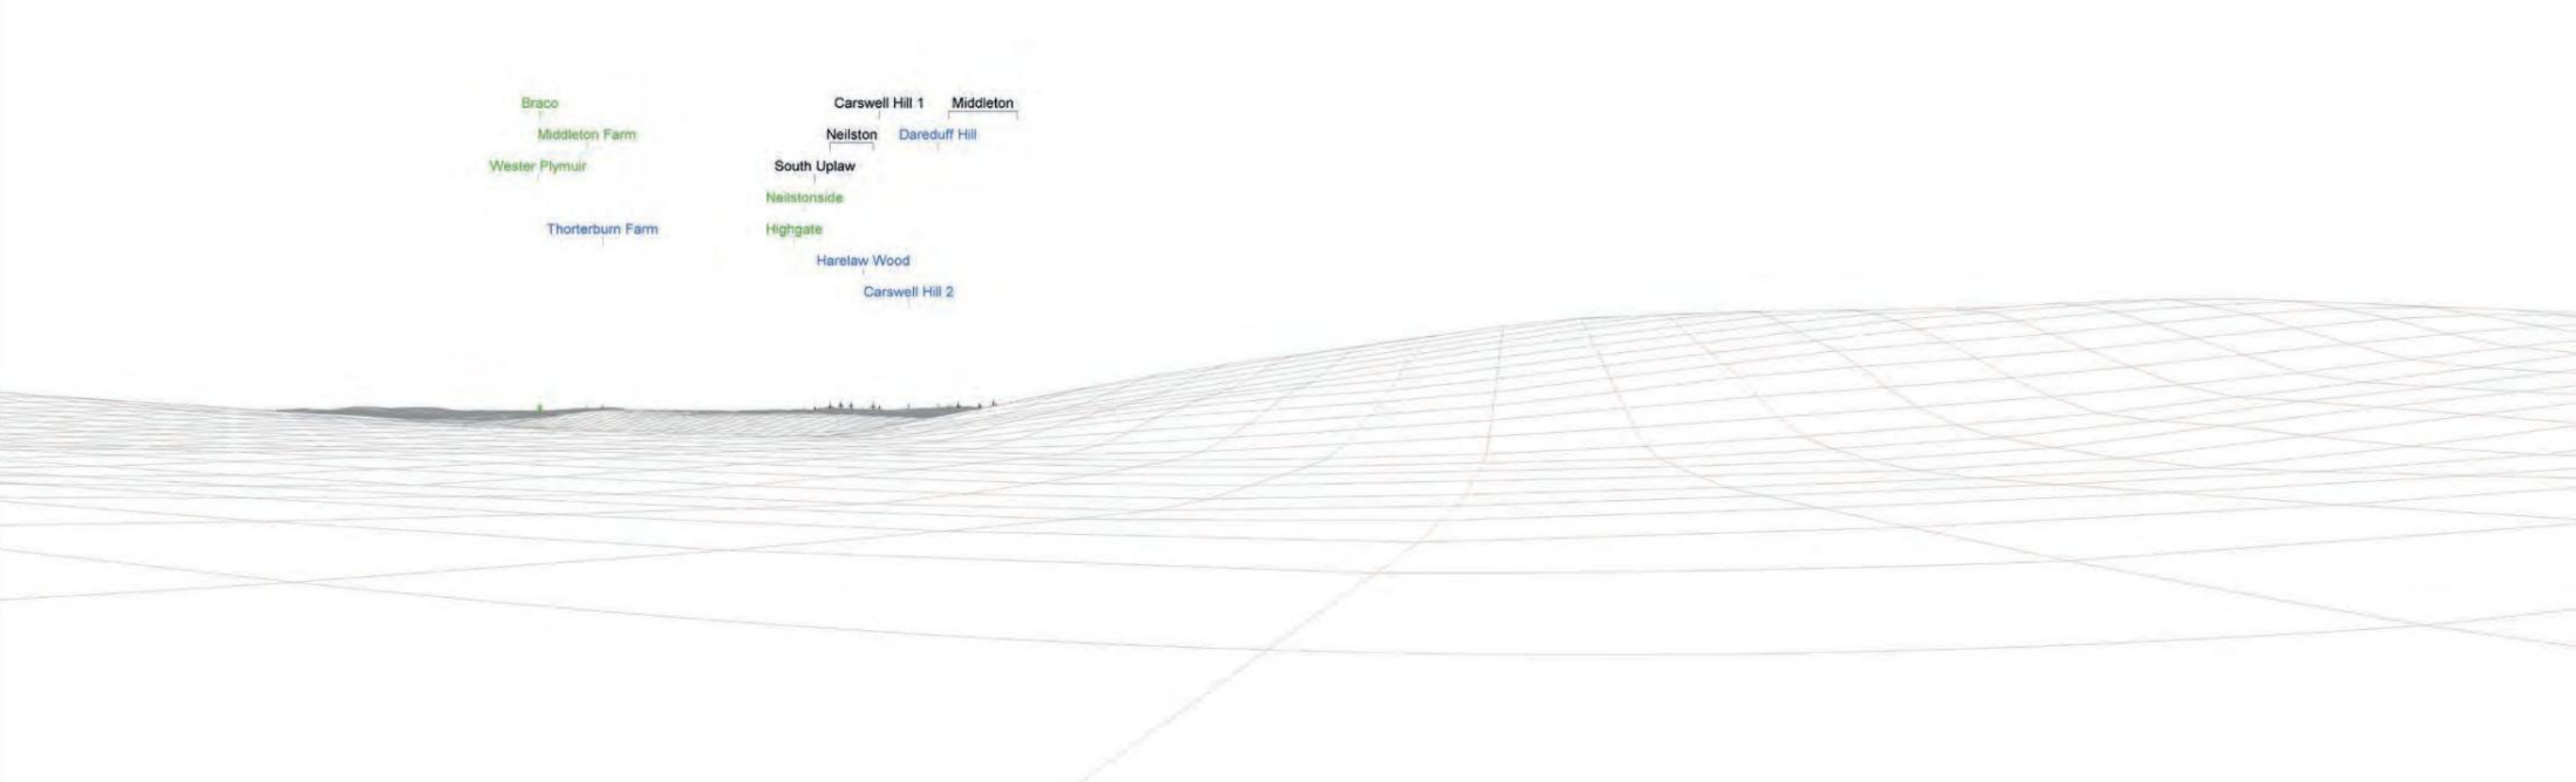 Braco
Carswell Hill 1
Middleton
Middleton Farm
Neilston
Dareduff Hill
Wester Plymuir
South Uplaw
Neilstonside
Thorterburn Farm
Highgate
Harelaw Wood
Carswell Hill 2